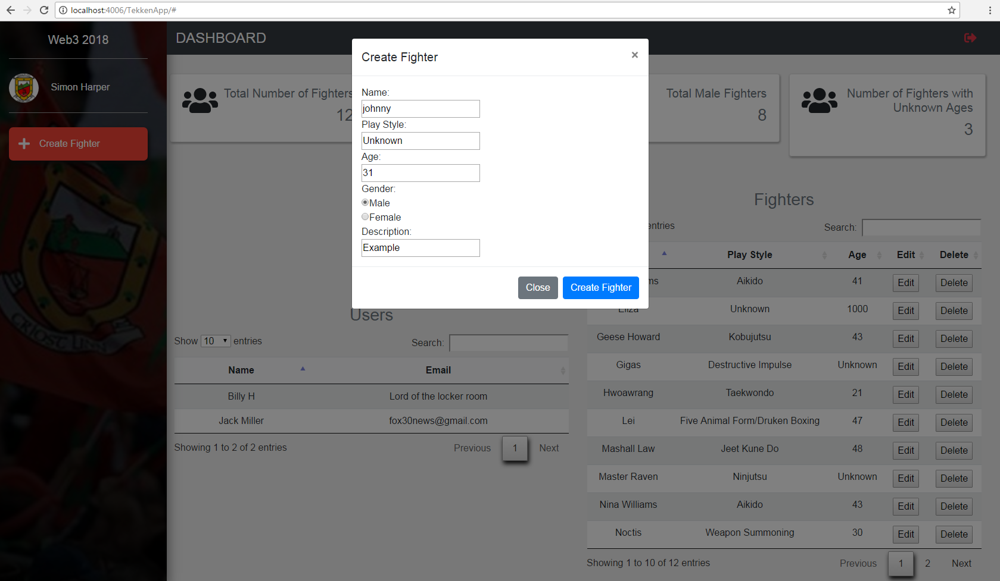 localhost:4006/TekkenApp/#
Web3 2018
Simon Harper
Create Fighter
CRIOST LINN
DASHBOARD
Total Number of Fighters
12
Total Male Fighters
8
Number of Fighters with
Unknown Ages
3
Create Fighter
×
Name:
johnny
Play Style:
Unknown
Age:
31
Gender:
Male
Female
Description:
Example
Close Create Fighter
Users
Show 10 entries Search:
Name Email
Billy H Lord of the locker room
Jack Miller fox30news@gmail.com
Showing 1 to 2 of 2 entries Previous 1 Next
Fighters
entries Search:
Play Style Age Edit Delete
ms Aikido 41 Edit Delete
Eliza Unknown 1000 Edit Delete
Geese Howard Kobujutsu 43 Edit Delete
Gigas Destructive Impulse Unknown Edit Delete
Hwoawrang Taekwondo 21 Edit Delete
Lei Five Animal Form/Druken Boxing 47 Edit Delete
Mashall Law Jeet Kune Do 48 Edit Delete
Master Raven Ninjutsu Unknown Edit Delete
Nina Williams Aikido 43 Edit Delete
Noctis Weapon Summoning 30 Edit Delete
Showing 1 to 10 of 12 entries Previous 1 2 Next